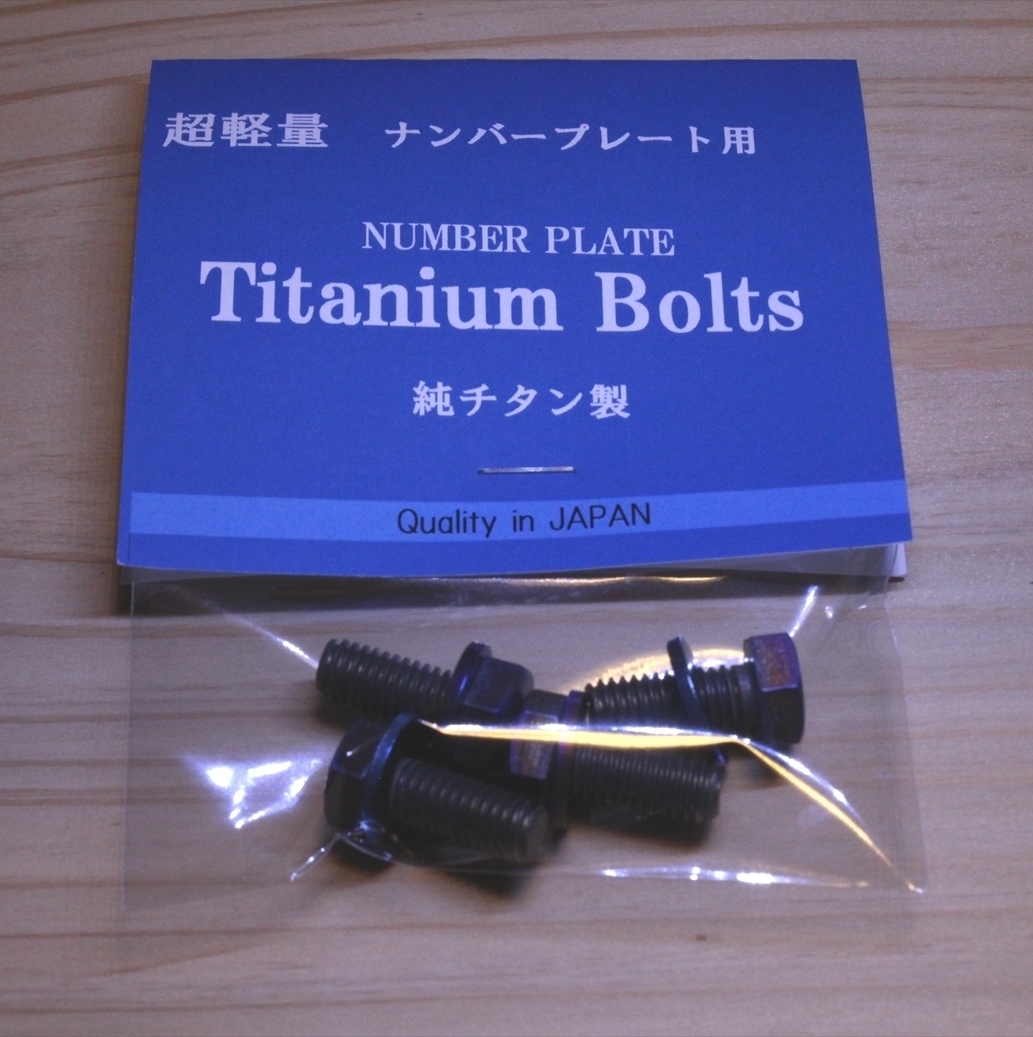 超軽量 ナンバープレート用
NUMBER PLATE
Titanium Bolts
純チタン製
Quality in JAPAN